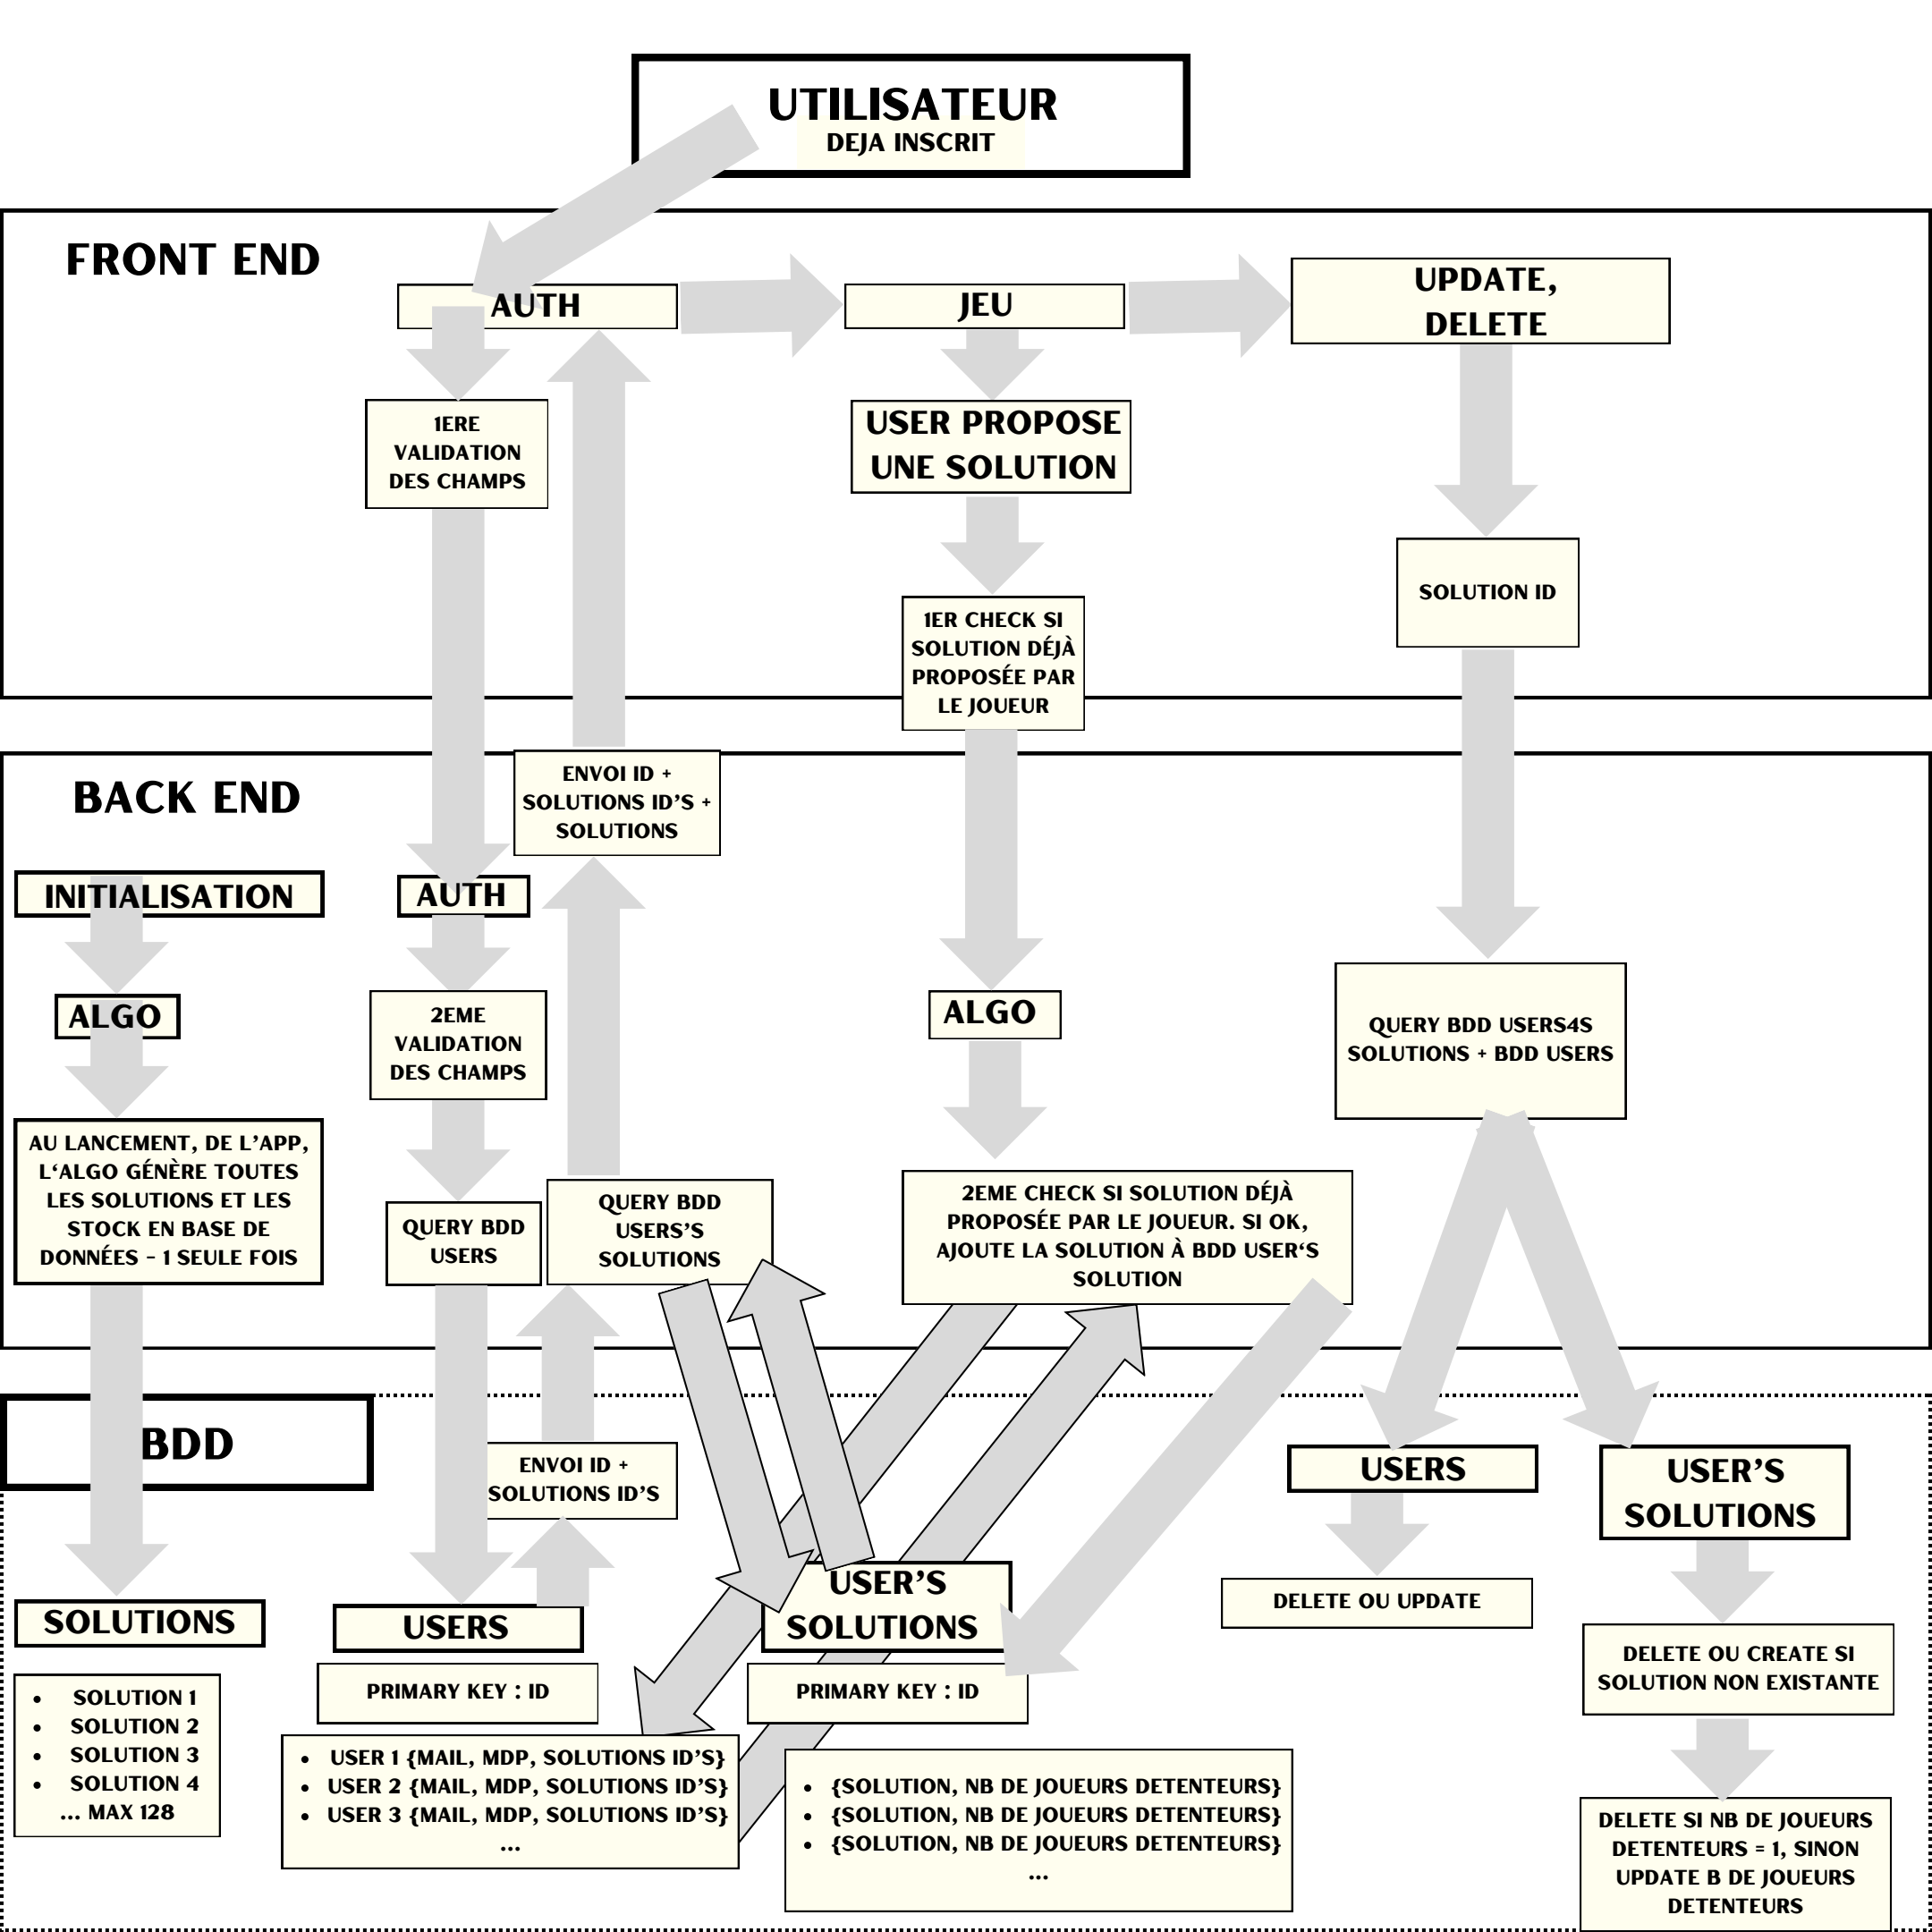 UTILISATEUR
DEJA INSCRIT
FRONT END
AUTH
JEU
UPDATE,
DELETE
1ERE
VALIDATION
DES CHAMPS
USER PROPOSE
UNE SOLUTION
SOLUTION ID
1ER CHECK SI
SOLUTION DÉJÀ
PROPOSÉE PAR
LE JOUEUR
BACK END
ENVOI ID +
SOLUTIONS ID'S +
SOLUTIONS
INITIALISATION
AUTH
ALGO
2EME
VALIDATION
DES CHAMPS
ALGO
QUERY BDD USERS4S
SOLUTIONS + BDD USERS
AU LANCEMENT, DE L'APP,
L'ALGO GÉNÈRE TOUTES
LES SOLUTIONS ET LES
STOCK EN BASE DE
DONNÉES - 1 SEULE FOIS
QUERY BDD
USERS
QUERY BDD
USERS'S
SOLUTIONS
2EME CHECK SI SOLUTION DÉJÀ
PROPOSÉE PAR LE JOUEUR. SI OK,
AJOUTE LA SOLUTION À BDD USER'S
SOLUTION
BDD
ENVOI ID +
SOLUTIONS ID'S
USERS
USER'S
SOLUTIONS
SOLUTIONS
USERS
USER'S
SOLUTIONS
DELETE OU UPDATE
DELETE OU CREATE SI
SOLUTION NON EXISTANTE
PRIMARY KEY : ID
PRIMARY KEY : ID
• SOLUTION 1
• SOLUTION 2
• SOLUTION 3
• SOLUTION 4
... MAX 128
• USER 1 {MAIL, MDP, SOLUTIONS ID'S}
• USER 2 {MAIL, MDP, SOLUTIONS ID'S}
• USER 3 {MAIL, MDP, SOLUTIONS ID'S}
...
• {SOLUTION, NB DE JOUEURS DETENTEURS}
• {SOLUTION, NB DE JOUEURS DETENTEURS}
• {SOLUTION, NB DE JOUEURS DETENTEURS}
...
DELETE SI NB DE JOUEURS
DETENTEURS = 1, SINON
UPDATE B DE JOUEURS
DETENTEURS